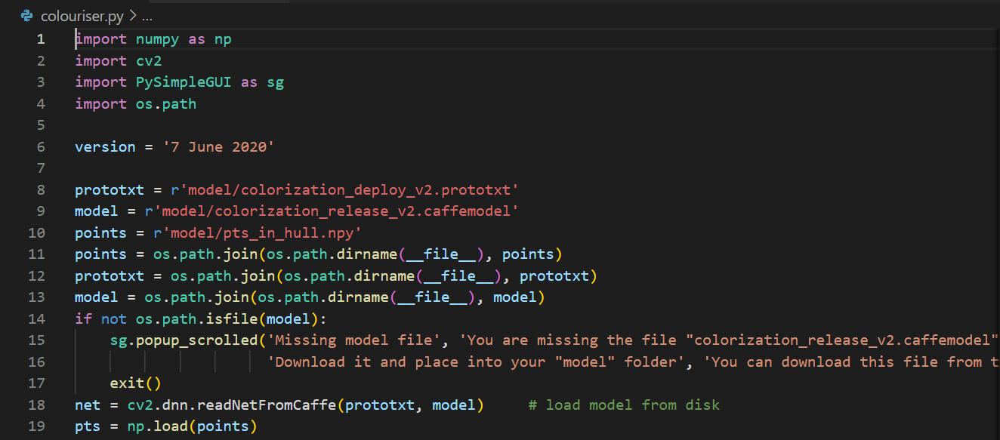 colouriser.py > ...
1 import numpy as np
2 import cv2
3 import PySimpleGUI as sg
4 import os.path
5
6 version = '7 June 2020'
7
8 prototxt = r'model/colorization_deploy_v2.prototxt'
9 model = r'model/colorization_release_v2.caffemodel'
10 points = r'model/pts_in_hull.npy'
11 points = os.path.join(os.path.dirname(__file__), points)
12 prototxt = os.path.join(os.path.dirname(__file__), prototxt)
13 model = os.path.join(os.path.dirname(__file__), model)
14 if not os.path.isfile(model):
15     sg.popup_scrolled('Missing model file', 'You are missing the file "colorization_release_v2.caffemodel"
16                       'Download it and place into your "model" folder', 'You can download this file from t
17     exit()
18 net = cv2.dnn.readNetFromCaffe(prototxt, model)     # load model from disk
19 pts = np.load(points)